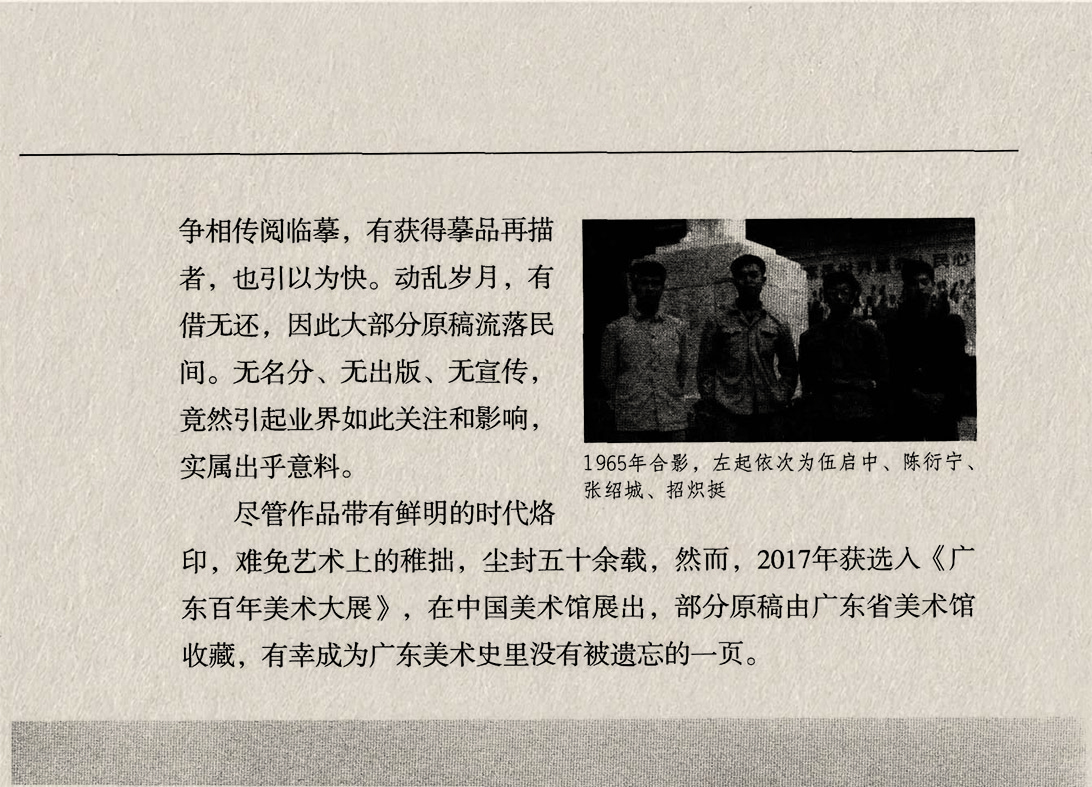 争相传阅临摹，有获得摹品再描
者，也引以为快。动乱岁月，有
借无还，因此大部分原稿流落民
间。无名分、无出版、无宣传，
竟然引起业界如此关注和影响，
实属出乎意料。
尽管作品带有鲜明的时代烙
印，难免艺术上的稚拙，尘封五十余载，然而，2017年获选入《广
东百年美术大展》，在中国美术馆展出，部分原稿由广东省美术馆
收藏，有幸成为广东美术史里没有被遗忘的一页。
1965年合影，左起依次为伍启中、陈衍宁、
张绍城、招炽挺